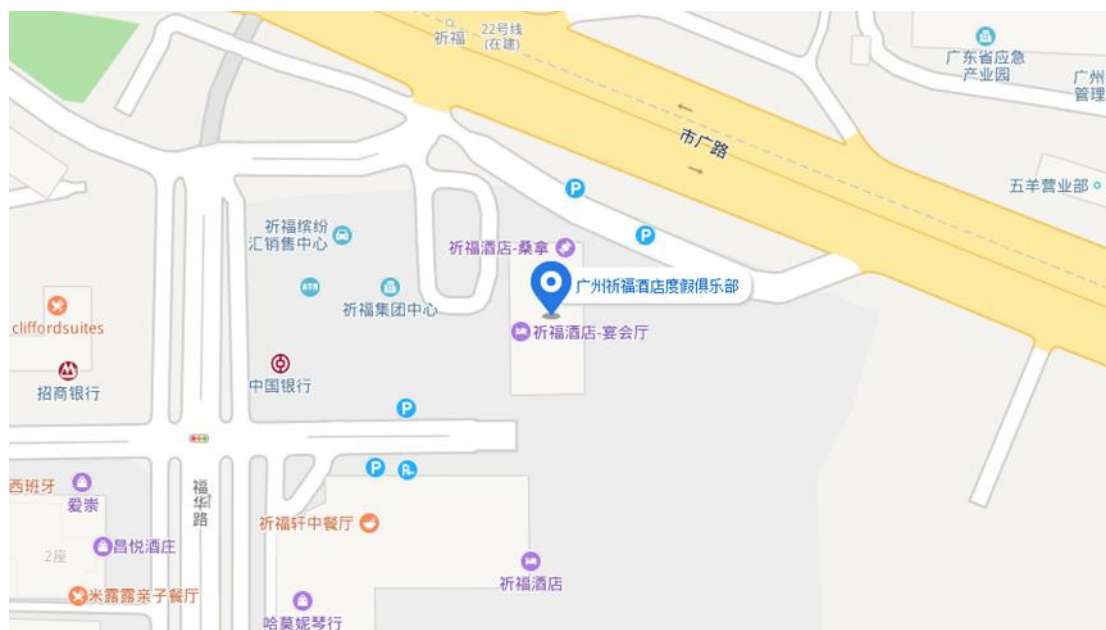 22号线
祈福
(在建)
广东省应急
产业园
广州
管理
市广路
五羊营业部
P
祈福缤纷
汇销售中心
P
祈福酒店-桑拿
广州祈福酒店度假俱乐部
ATM
祈福集团中心
cliffordsuites
祈福酒店-宴会厅
中国银行
招商银行
P
P
西班牙
爱崇
福华路
祈福轩中餐厅
昌悦酒庄
2座
祈福酒店
米露露亲子餐厅
哈莫妮琴行